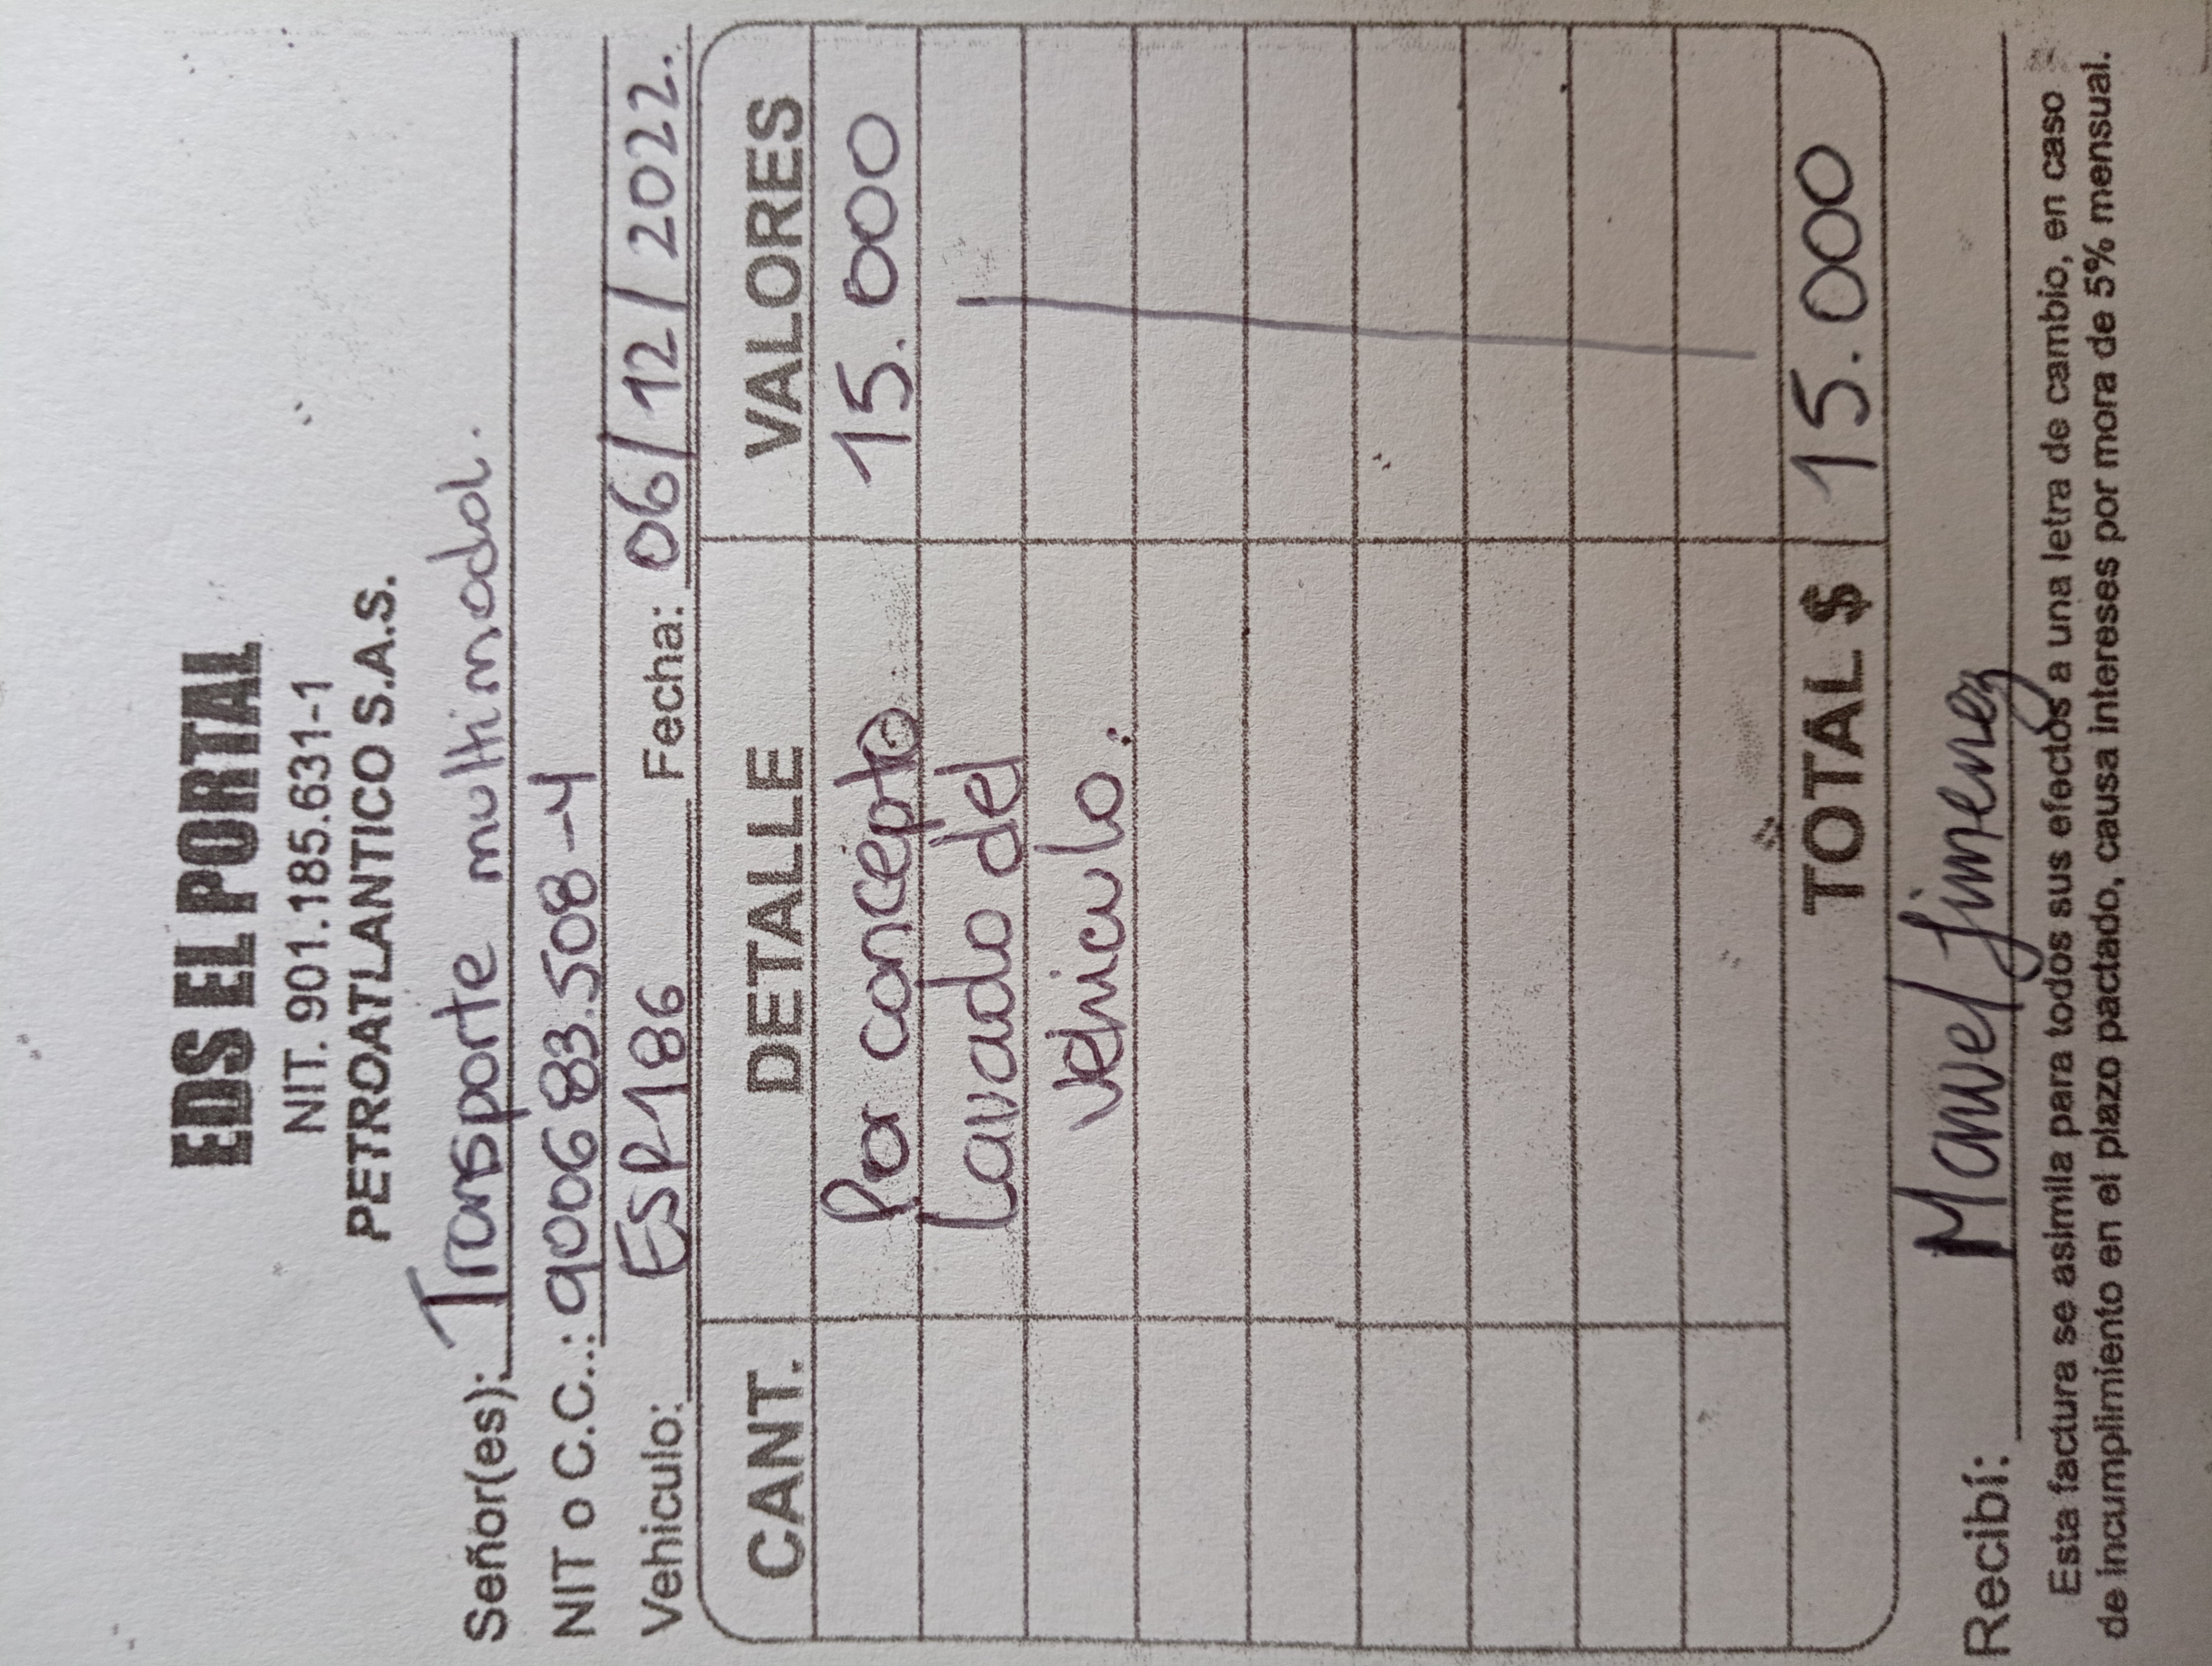 EDS EL PORTAL
NIT. 901.185.631-1
PETROATLANTICO S.A.S.
Señor(es): Transporte multimodal.
NIT o C.C.: 900683.508-4
Vehiculo: ESP186 Fecha: 06/12/2022.
CANT. DETALLE VALORES
Por concepto 15.000
Lavado del
vehiculo.
TOTAL $ 15.000
Recibí: Manuel Jimenez
Esta factura se asimila para todos sus efectos a una letra de cambio, en caso
de incumplimiento en el plazo pactado, causa intereses por mora de 5% mensual.